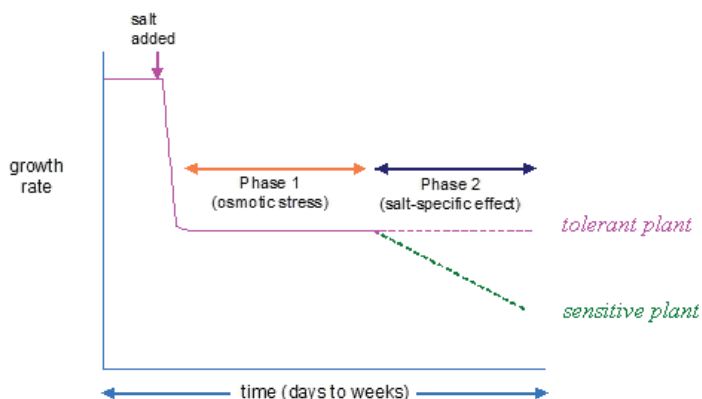 salt
added
growth
rate
Phase 1
(osmotic stress)
Phase 2
(salt-specific effect)
tolerant plant
sensitive plant
time (days to weeks)